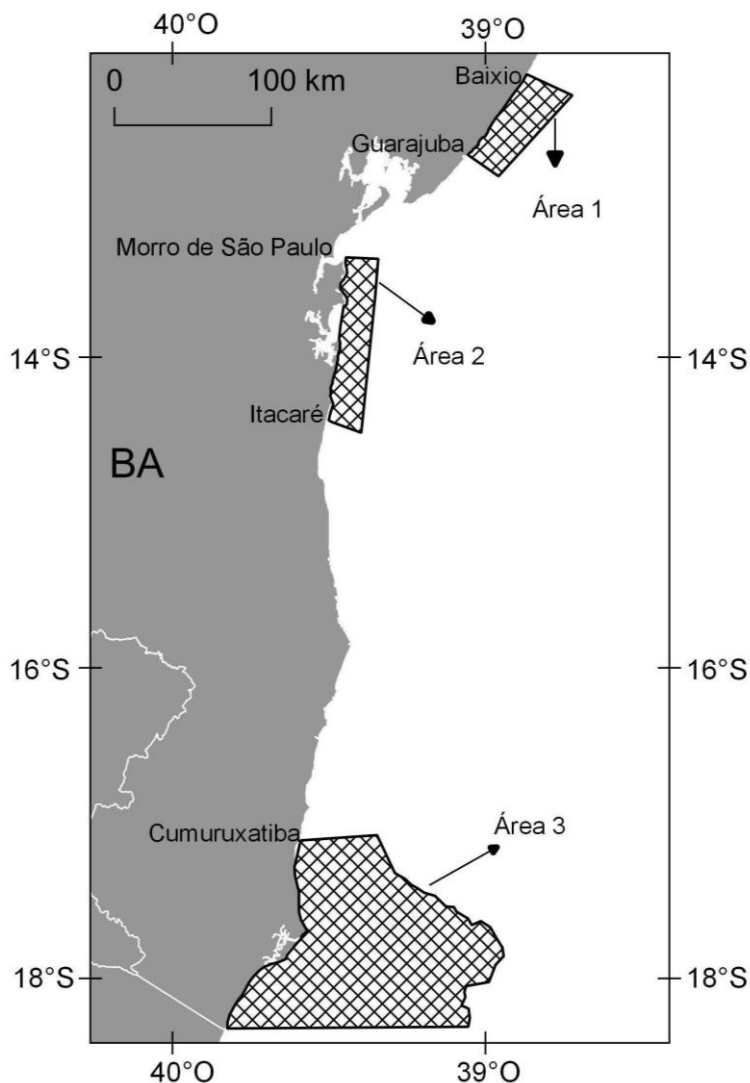 40°O 39°O
0 100 km
Baixio
Guarajuba
Área 1
Morro de São Paulo
14°S Área 2 14°S
Itacaré
BA
16°S 16°S
Cumuruxatiba Área 3
18°S 18°S
40°O 39°O